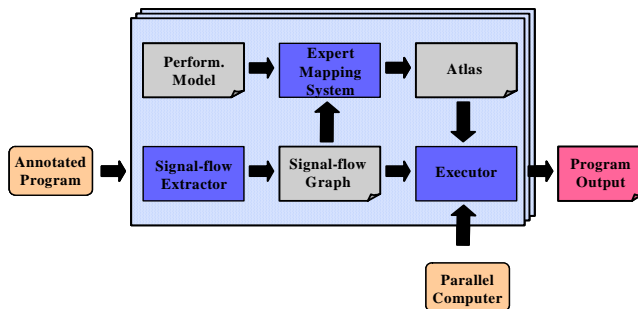 Perform.
Model
Expert
Mapping
System
Atlas
Annotated
Program
Signal-flow
Extractor
Signal-flow
Graph
Executor
Program
Output
Parallel
Computer